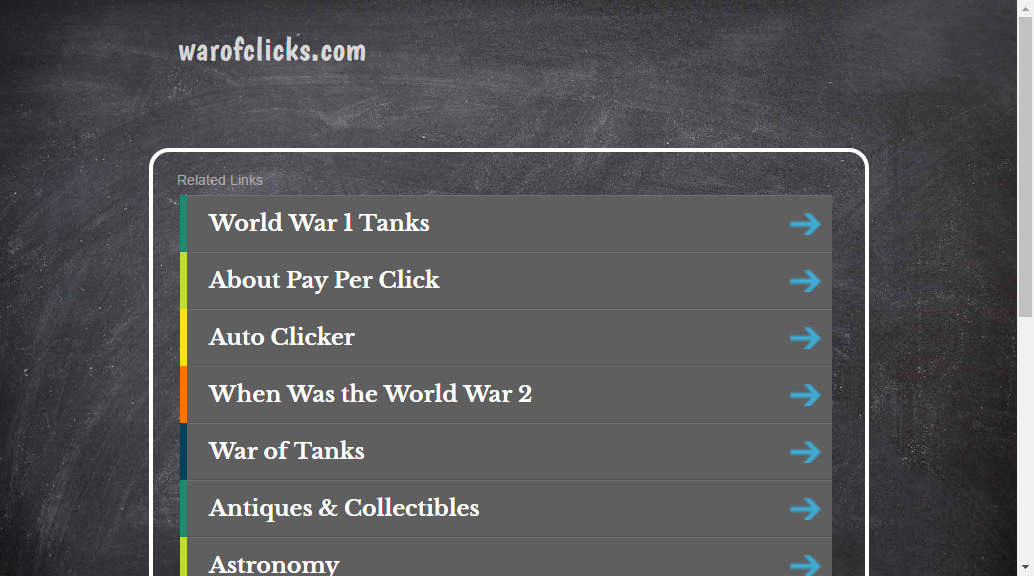 warofclicks.com
Related Links
World War 1 Tanks
About Pay Per Click
Auto Clicker
When Was the World War 2
War of Tanks
Antiques & Collectibles
Astronomy